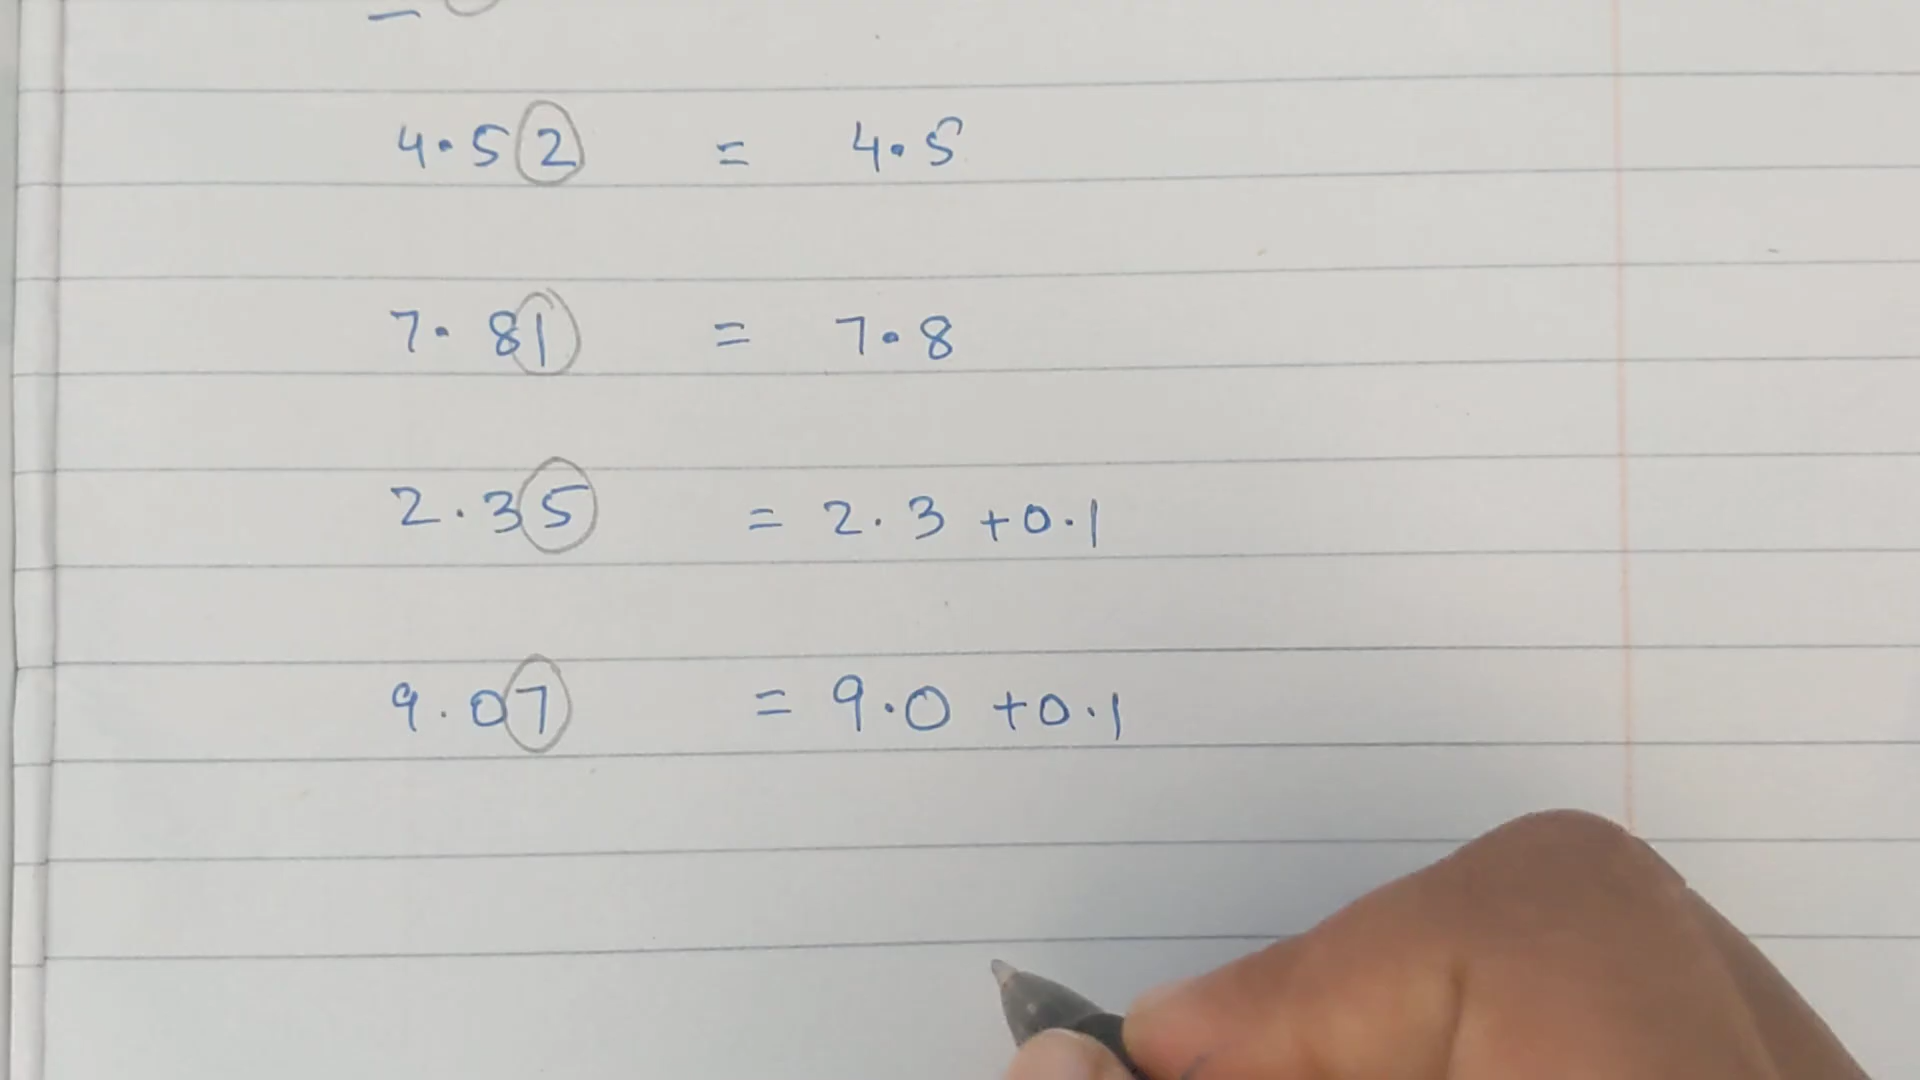 4.52 = 4.5
7.81 = 7.8
2.35 = 2.3 +0.1
9.07 = 9.0 +0.1